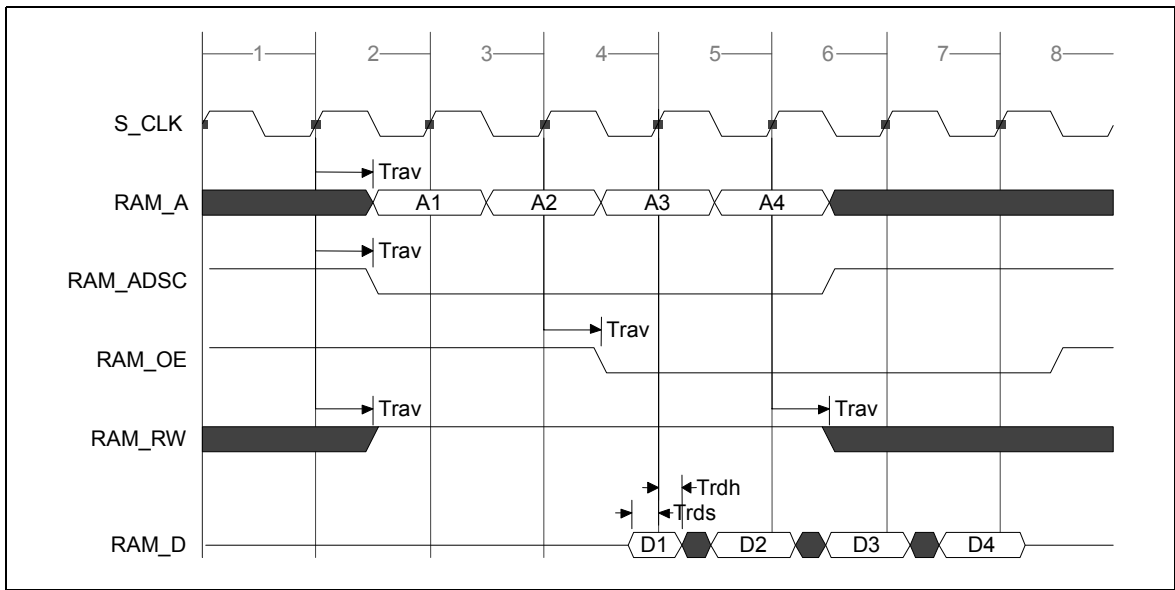 1 2 3 4 5 6 7 8
S_CLK
Trav
RAM_A A1 A2 A3 A4
Trav
RAM_ADSC
Trav
RAM_OE
Trav Trav
RAM_RW
Trdh
Trds
RAM_D D1 D2 D3 D4